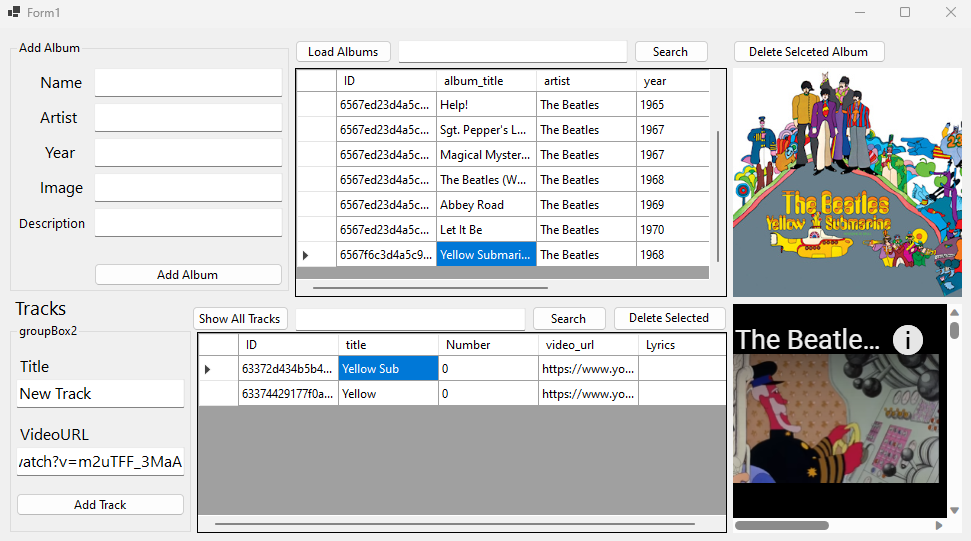 Form1
Add Album
Name
Artist
Year
Image
Description
Add Album
Load Albums
Search
Delete Selceted Album
ID album_title artist year
6567ed23d4a5c... Help! The Beatles 1965
6567ed23d4a5c... Sgt. Pepper's L... The Beatles 1967
6567ed23d4a5c... Magical Myster... The Beatles 1967
6567ed23d4a5c... The Beatles (W... The Beatles 1968
6567ed23d4a5c... Abbey Road The Beatles 1969
6567ed23d4a5c... Let It Be The Beatles 1970
6567f6c3d4a5c9... Yellow Submari... The Beatles 1968
The Beatles
Yellow Submarine
Tracks
groupBox2
Title
New Track
VideoURL
/atch?v=m2uTFF_3MaA
Add Track
Show All Tracks
Search
Delete Selected
ID title Number video_url Lyrics
63372d434b5b4... Yellow Sub 0 https://www.yo...
63374429177f0a... Yellow 0 https://www.yo...
The Beatle...